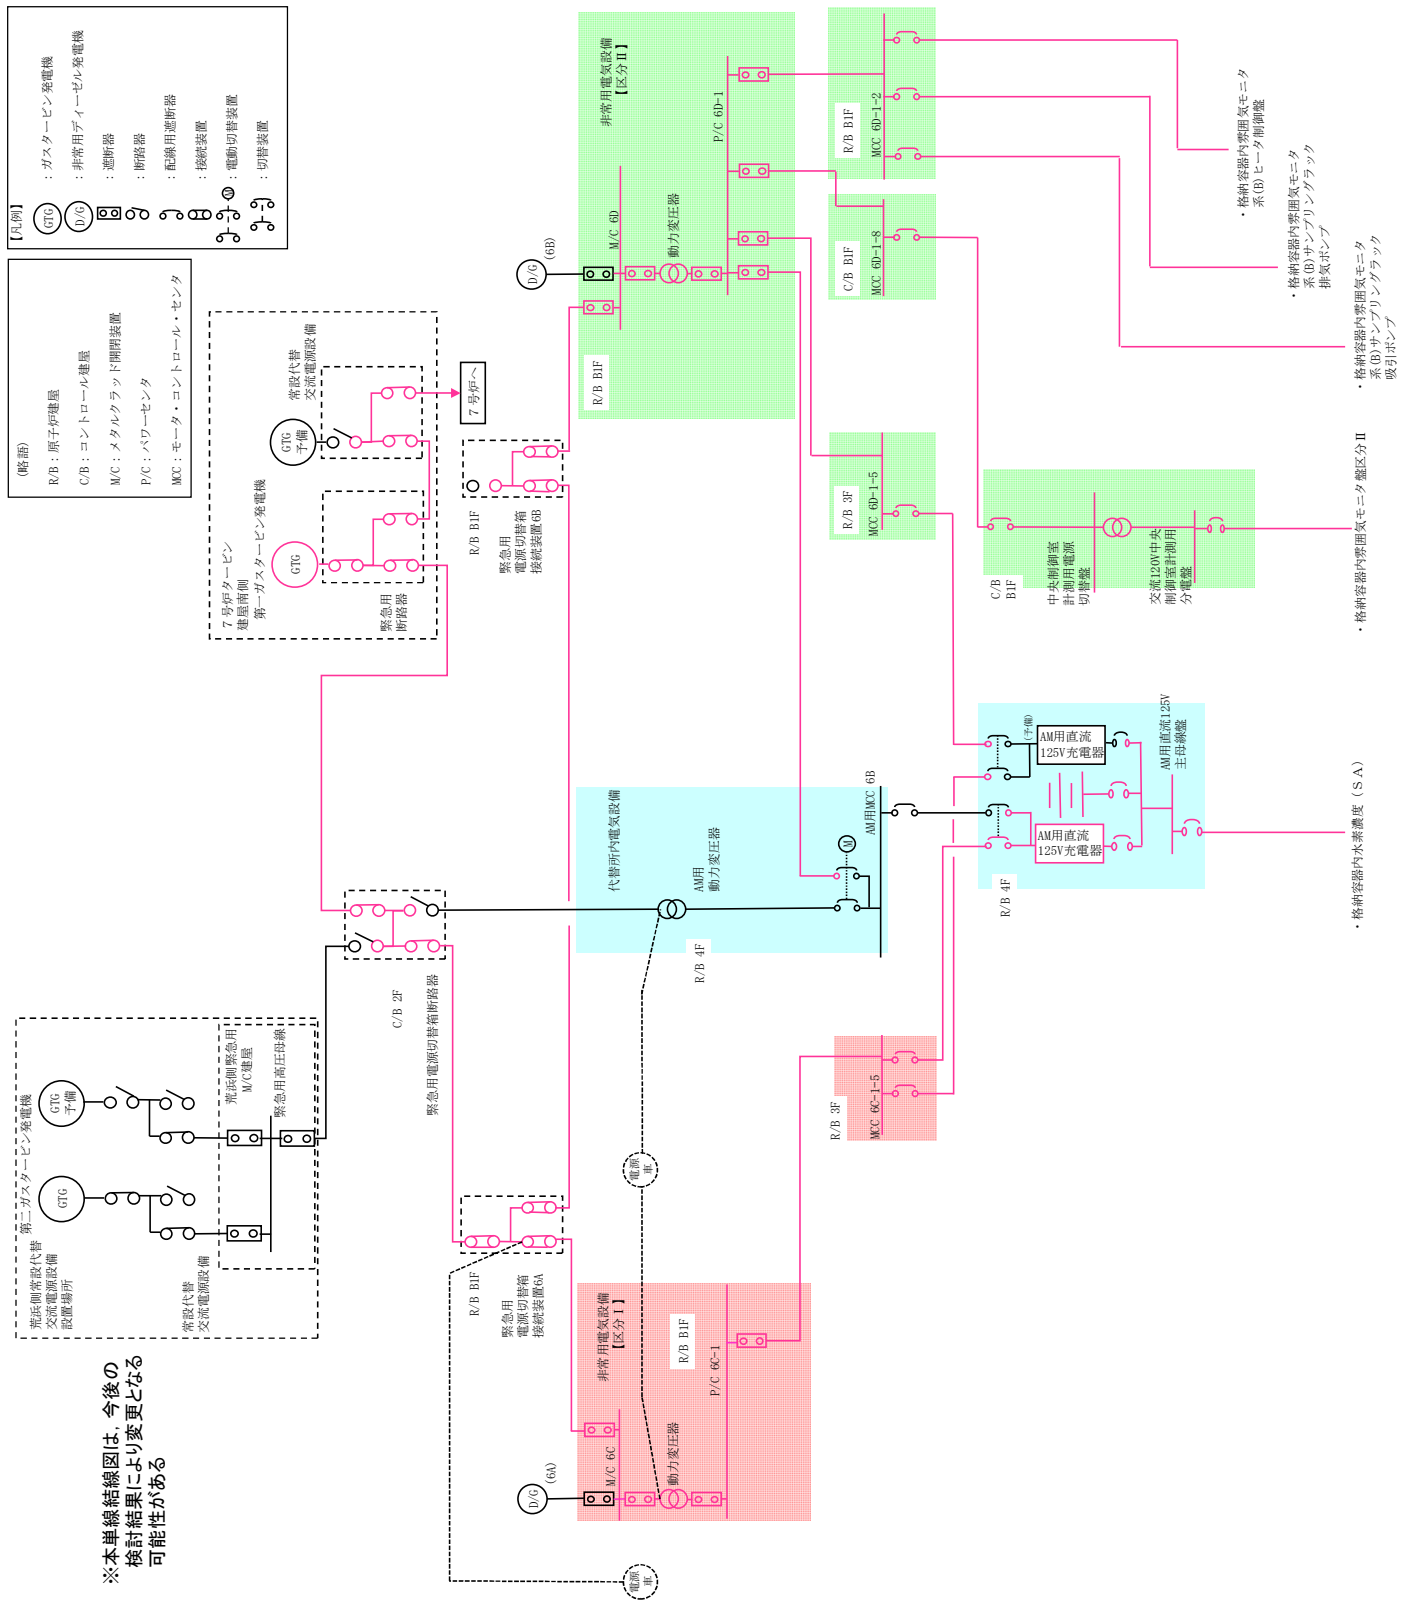 ※本単線結線図は，今後の
検討結果により変更となる
可能性がある
荒浜側常設代替
交流電源設備
設置場所
第二ガスタービン発電機
GTG
GTG
予備
常設代替
交流電源設備
荒浜側緊急用
M/C建屋
緊急用高圧母線
7号炉タービン
建屋南側
第一ガスタービン発電機
GTG
GTG
予備
常設代替
交流電源設備
緊急用
断路器
7号炉へ
(略語)
R/B：原子炉建屋
C/B：コントロール建屋
M/C：メタルクラッド開閉装置
P/C：パワーセンタ
MCC：モータ・コントロール・センタ
【凡例】
GTG
：ガスタービン発電機
D/G
：非常用ディーゼル発電機
：遮断器
：断路器
：配線用遮断器
：接続装置
M
：電動切替装置
：切替装置
C/B 2F
緊急用電源切替箱断路器
R/B B1F
緊急用
電源切替箱
接続装置6A
R/B B1F
緊急用
電源切替箱
接続装置6B
電源
車
電源
車
D/G
(6A)
非常用電気設備
【区分Ⅰ】
M/C 6C
動力変圧器
R/B B1F
P/C 6C-1
代替所内電気設備
AM用
動力変圧器
R/B 4F
M
AM用MCC 6B
D/G
(6B)
非常用電気設備
【区分Ⅱ】
M/C 6D
動力変圧器
R/B B1F
P/C 6D-1
R/B 3F
MCC 6C-1-5
R/B 3F
MCC 6D-1-5
C/B B1F
MCC 6D-1-8
R/B B1F
MCC 6D-1-2
R/B 4F
AM用直流
125V充電器
(予備)
AM用直流
125V充電器
AM用直流125V
主母線盤
C/B
B1F
中央制御室
計測用電源
切替盤
交流120V中央
制御室計測用
分電盤
・格納容器内水素濃度（ＳＡ）
・格納容器内雰囲気モニタ盤区分Ⅱ
・格納容器内雰囲気モニタ
系(B)サンプリングラック
吸引ポンプ
・格納容器内雰囲気モニタ
系(B)サンプリングラック
排気ポンプ
・格納容器内雰囲気モニタ
系(B)ヒータ制御盤